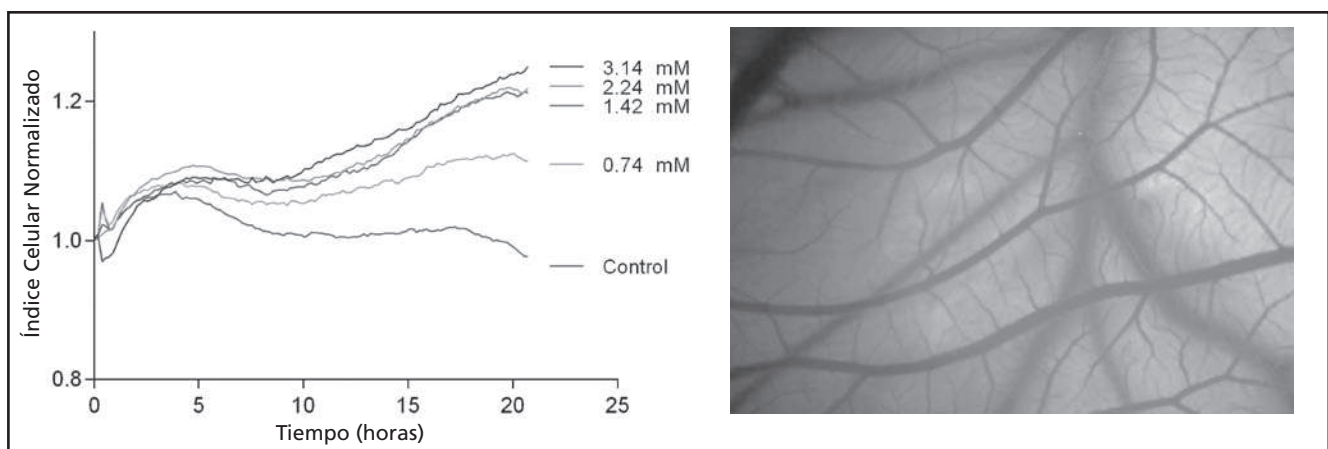 Índice Celular Normalizado
1.2
1.0
0.8
0
5
10
15
20
25
Tiempo (horas)
3.14 mM
2.24 mM
1.42 mM
0.74 mM
Control